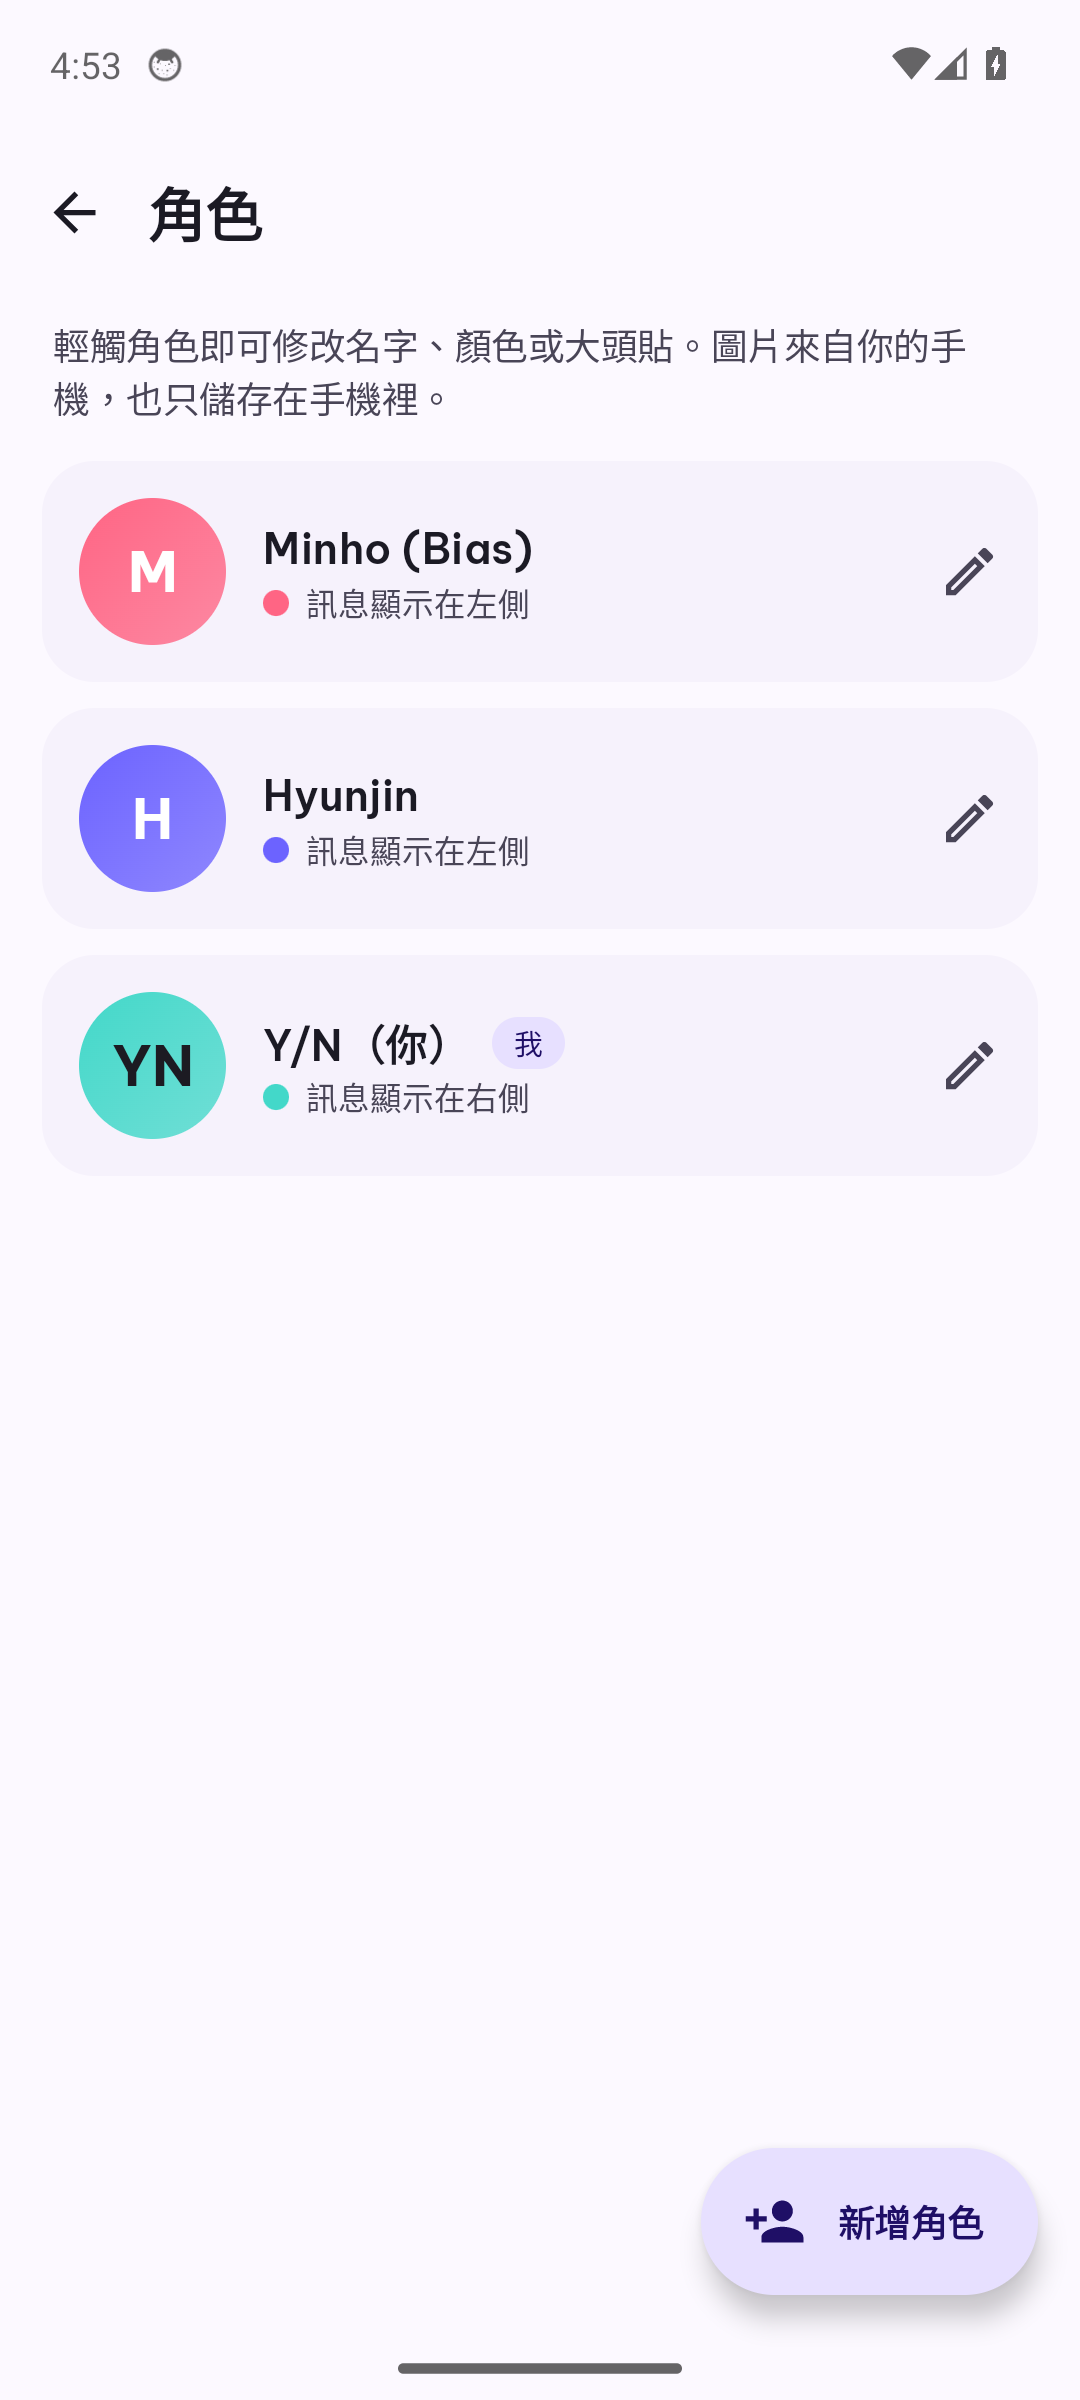 4:53
角色
輕觸角色即可修改名字、顏色或大頭貼。圖片來自你的手
機，也只儲存在手機裡。
M
Minho (Bias)
訊息顯示在左側
H
Hyunjin
訊息顯示在左側
YN
Y/N（你） 我
訊息顯示在右側
新增角色